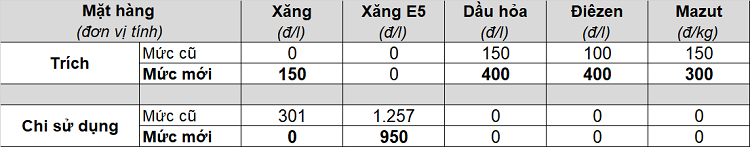 Mặt hàng Xăng Xăng E5 Dầu hỏa Điêzen Mazut
(đơn vị tính) (đ/l) (đ/l) (đ/l) (đ/l) (đ/kg)
Trích Mức cũ 0 0 150 100 150
Mức mới 150 0 400 400 300
Chi sử dụng Mức cũ 301 1.257 0 0 0
Mức mới 0 950 0 0 0